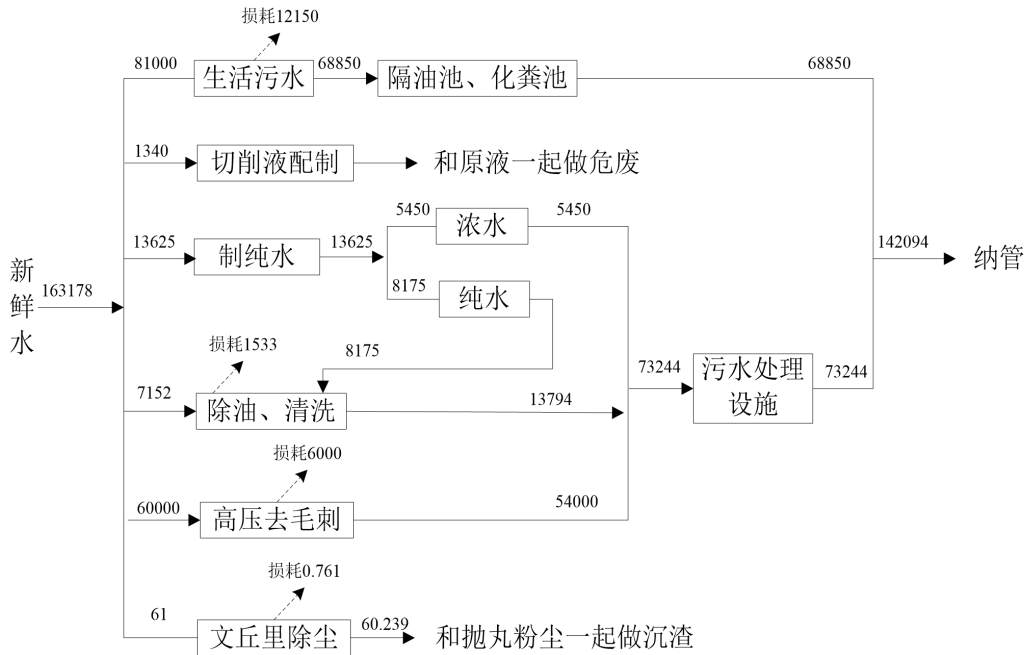 损耗12150
81000
生活污水
68850
隔油池、化粪池
68850
1340
切削液配制
和原液一起做危废
13625
制纯水
13625
5450
浓水
5450
8175
纯水
8175
新
鲜
水
163178
142094
纳管
损耗1533
7152
除油、清洗
13794
73244
污水处理
设施
73244
损耗6000
60000
高压去毛刺
54000
损耗0.761
61
文丘里除尘
60.239
和抛丸粉尘一起做沉渣